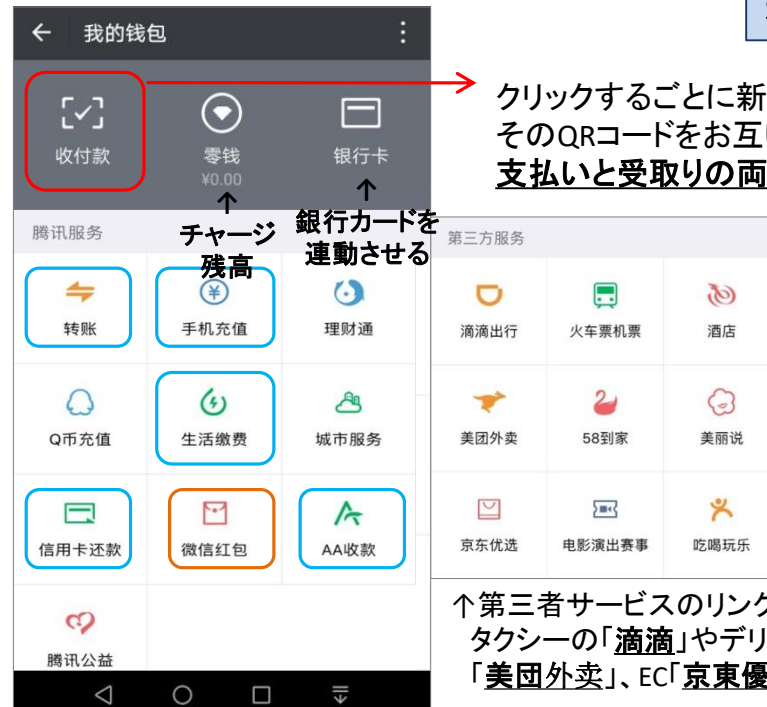 我的钱包
收付款
零钱
¥0.00
银行卡
↑
チャージ
残高
↑
銀行カードを
連動させる
腾讯服务
转账
手机充值
理财通
Q币充值
生活缴费
城市服务
信用卡还款
微信红包
AA收款
腾讯公益
クリックするごとに新
そのQRコードをお互
支払いと受取りの両
第三方服务
滴滴出行
火车票机票
酒店
美团外卖
58到家
美丽说
京东优选
电影演出赛事
吃喝玩乐
↑第三者サービスのリンク
タクシーの「滴滴」やデリ
「美団外卖」、EC「京東優